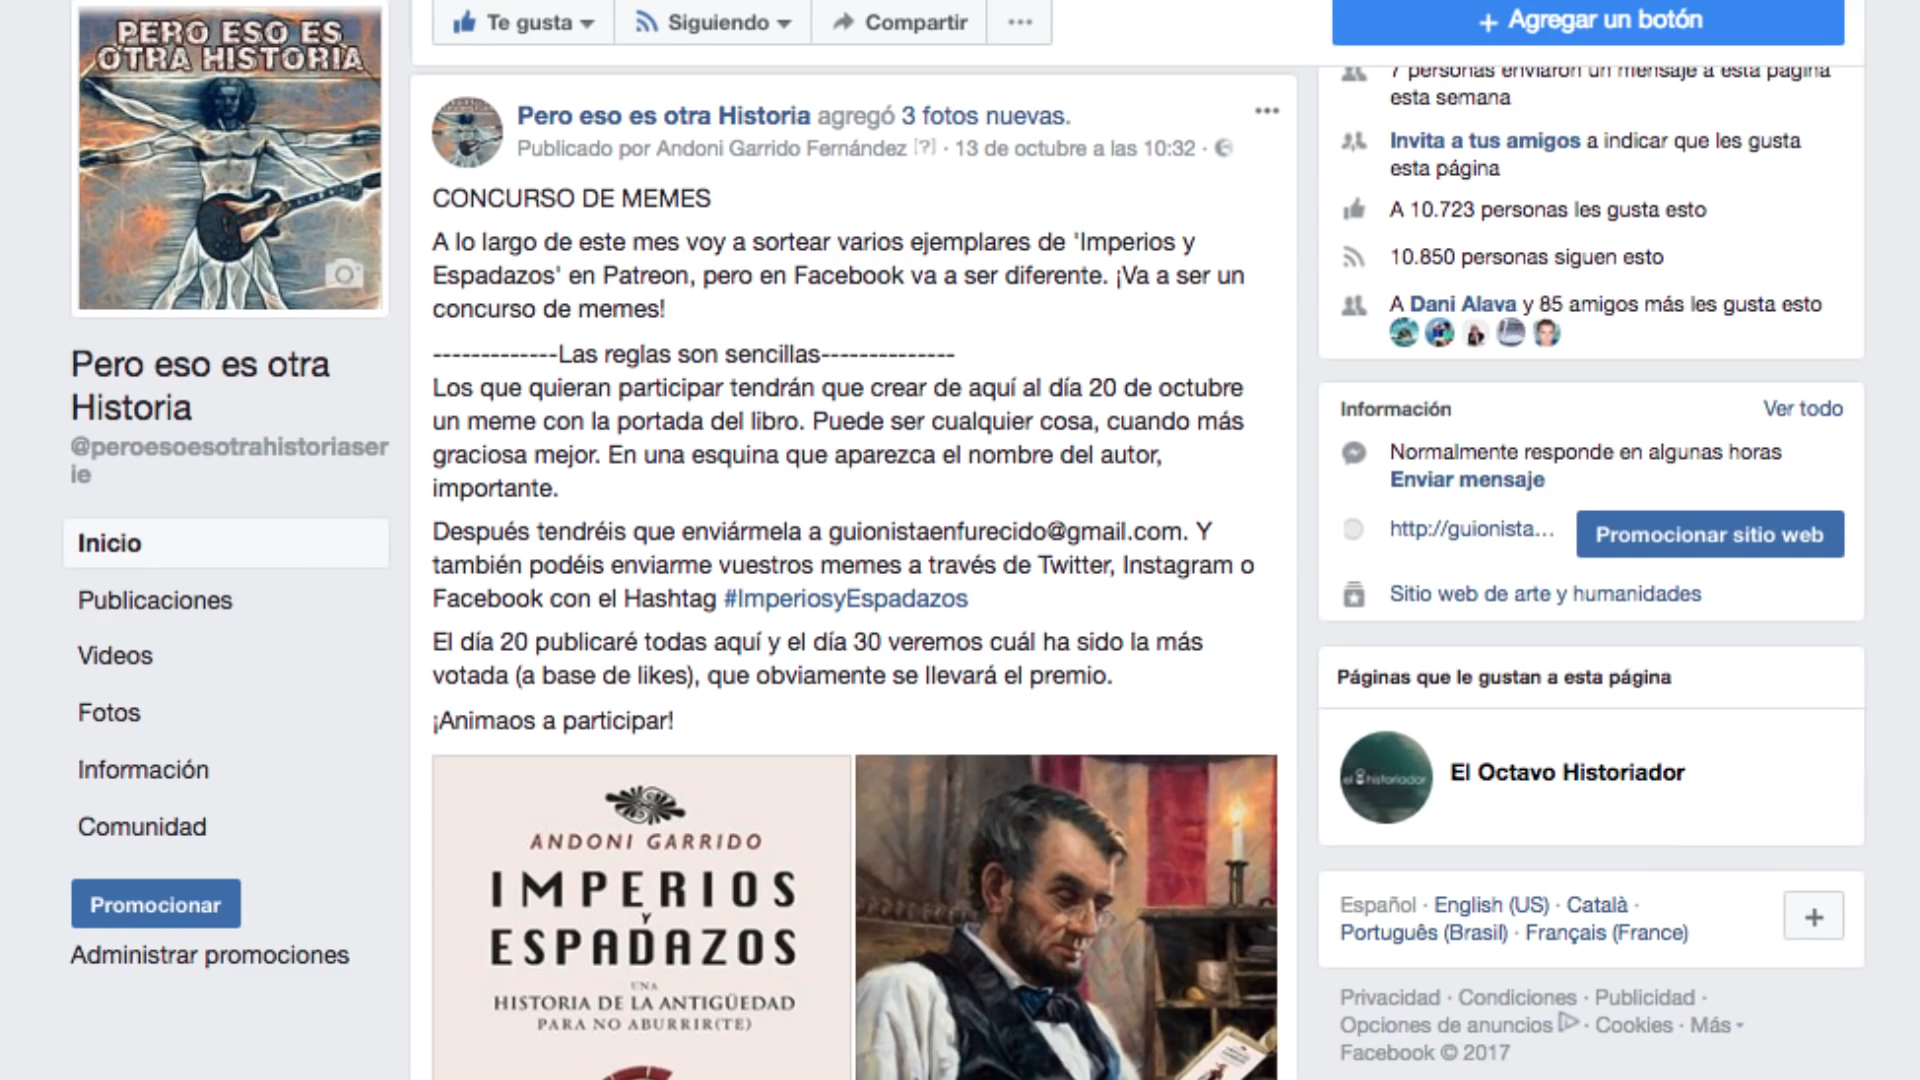 PERO ESO ES
OTRA HISTORIA
Pero eso es otra
Historia
@peroesoesotrahistoriaser
ie
Inicio
Publicaciones
Videos
Fotos
Información
Comunidad
Promocionar
Administrar promociones
Te gusta
Siguiendo
Compartir
Pero eso es otra Historia agregó 3 fotos nuevas.
Publicado por Andoni Garrido Fernández [?] · 13 de octubre a las 10:32 ·
CONCURSO DE MEMES
A lo largo de este mes voy a sortear varios ejemplares de 'Imperios y
Espadazos' en Patreon, pero en Facebook va a ser diferente. ¡Va a ser un
concurso de memes!
-------------Las reglas son sencillas--------------
Los que quieran participar tendrán que crear de aquí al día 20 de octubre
un meme con la portada del libro. Puede ser cualquier cosa, cuando más
graciosa mejor. En una esquina que aparezca el nombre del autor,
importante.
Después tendréis que enviármela a guionistaenfurecido@gmail.com. Y
también podéis enviarme vuestros memes a través de Twitter, Instagram o
Facebook con el Hashtag #ImperiosyEspadazos
El día 20 publicaré todas aquí y el día 30 veremos cuál ha sido la más
votada (a base de likes), que obviamente se llevará el premio.
¡Animaos a participar!
ANDONI GARRIDO
IMPERIOS
Y
ESPADAZOS
UNA
HISTORIA DE LA ANTIGÜEDAD
PARA NO ABURRIR(TE)
+ Agregar un botón
7 personas enviaron un mensaje a esta página
esta semana
Invita a tus amigos a indicar que les gusta
esta página
A 10.723 personas les gusta esto
10.850 personas siguen esto
A Dani Alava y 85 amigos más les gusta esto
Información Ver todo
Normalmente responde en algunas horas
Enviar mensaje
http://guionista... Promocionar sitio web
Sitio web de arte y humanidades
Páginas que le gustan a esta página
el 8 historiador
El Octavo Historiador
Español · English (US) · Català ·
Português (Brasil) · Français (France)
+
Privacidad · Condiciones · Publicidad ·
Opciones de anuncios · Cookies · Más
Facebook © 2017